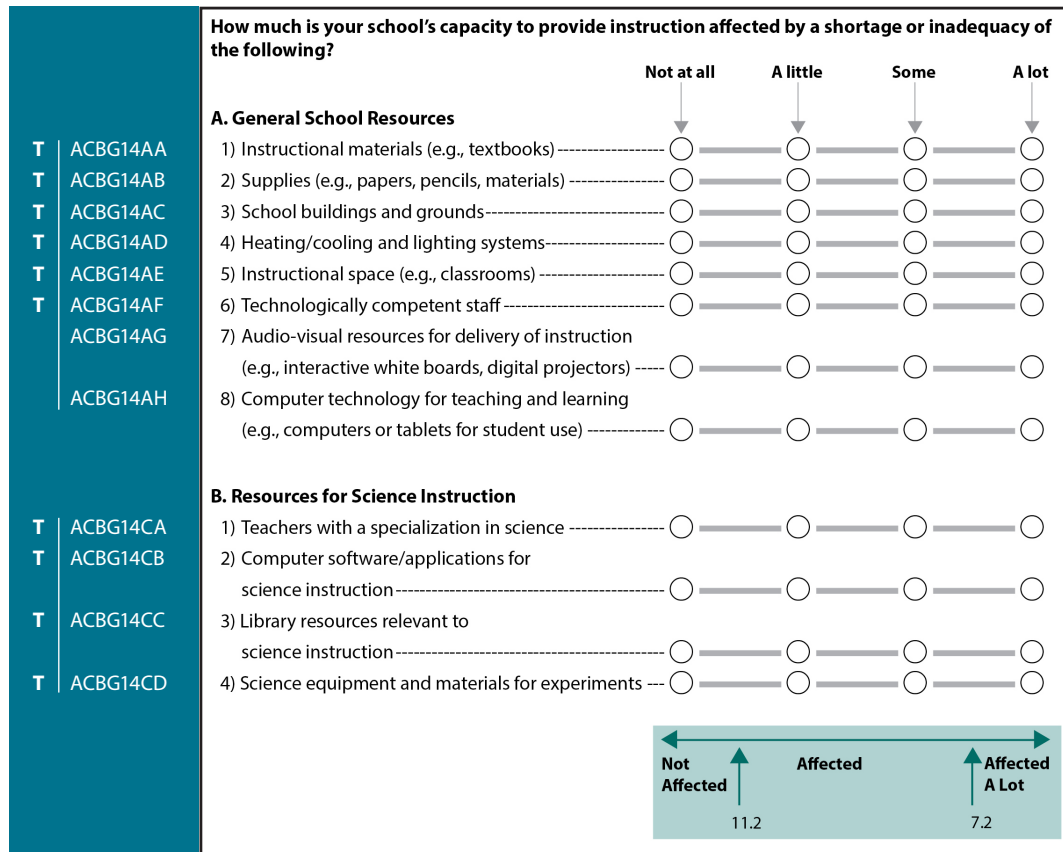 How much is your school's capacity to provide instruction affected by a shortage or inadequacy of
the following?
Not at all A little Some A lot
A. General School Resources
T ACBG14AA 1) Instructional materials (e.g., textbooks)
T ACBG14AB 2) Supplies (e.g., papers, pencils, materials)
T ACBG14AC 3) School buildings and grounds
T ACBG14AD 4) Heating/cooling and lighting systems
T ACBG14AE 5) Instructional space (e.g., classrooms)
T ACBG14AF 6) Technologically competent staff
ACBG14AG 7) Audio-visual resources for delivery of instruction
(e.g., interactive white boards, digital projectors)
ACBG14AH 8) Computer technology for teaching and learning
(e.g., computers or tablets for student use)
B. Resources for Science Instruction
T ACBG14CA 1) Teachers with a specialization in science
T ACBG14CB 2) Computer software/applications for
science instruction
T ACBG14CC 3) Library resources relevant to
science instruction
T ACBG14CD 4) Science equipment and materials for experiments
Not Affected Affected
Affected A Lot
11.2 7.2